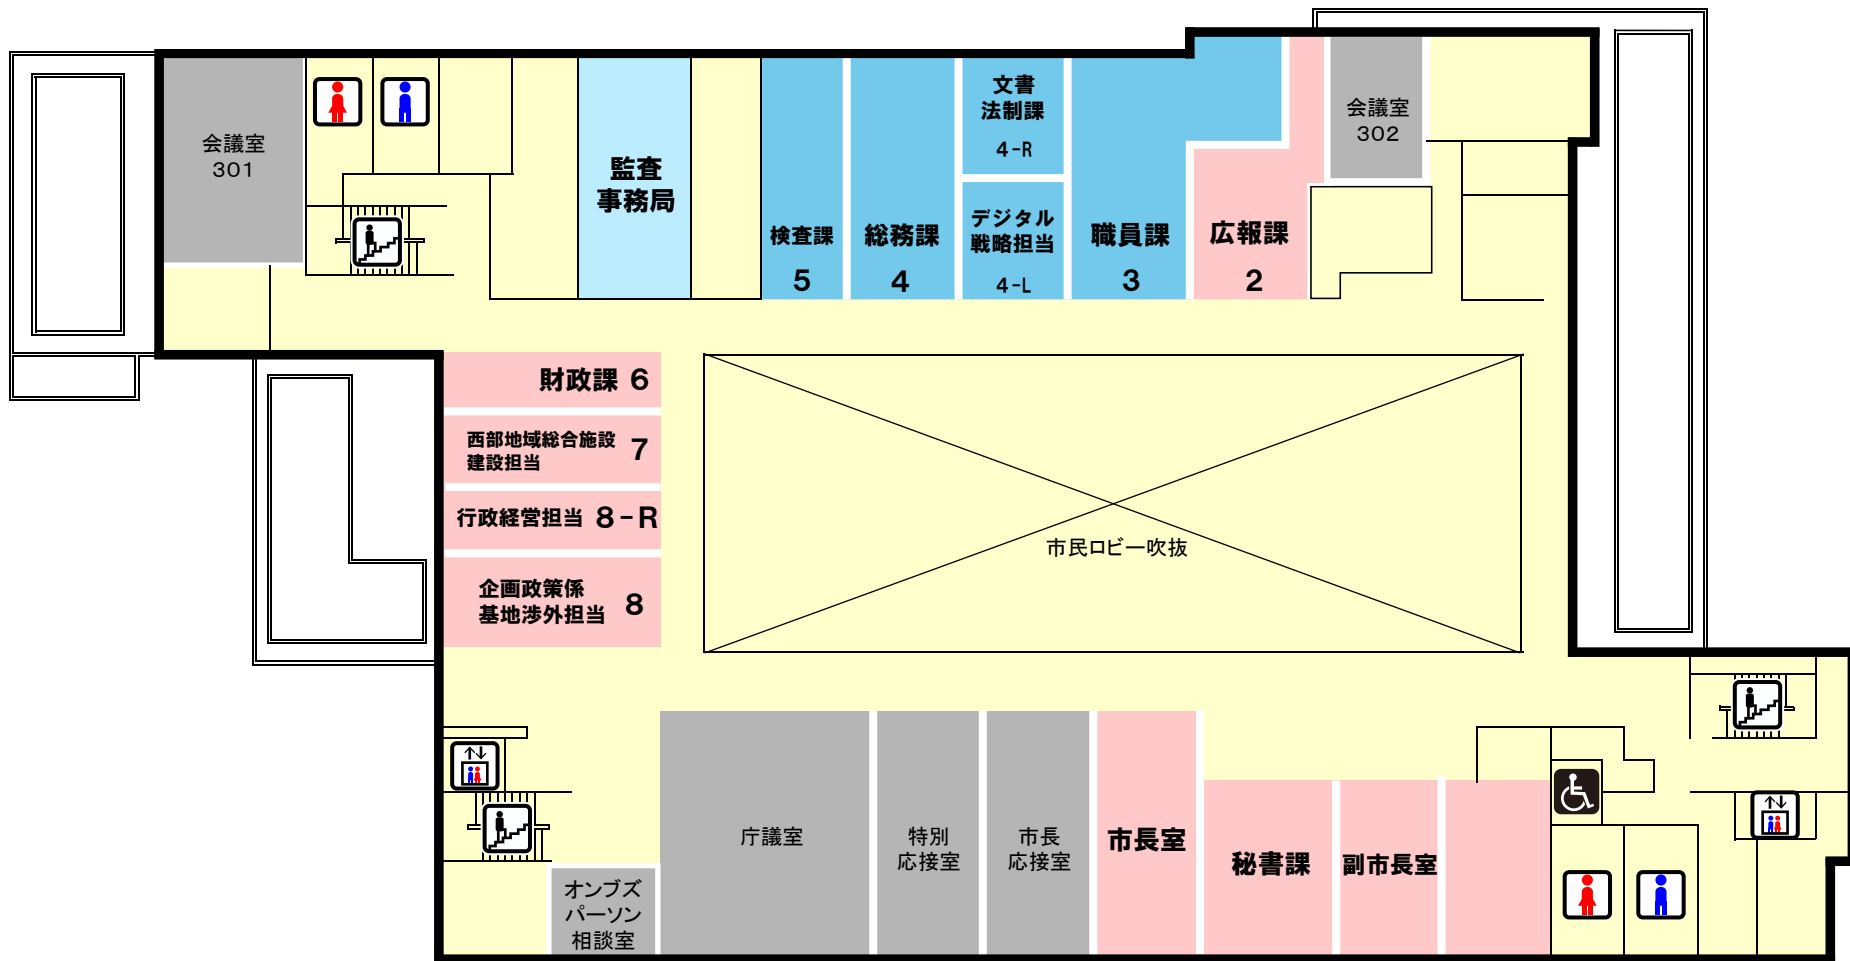 会議室
301
監査
事務局
検査課
5
総務課
4
文書
法制課
4-R
デジタル
戦略担当
4-L
職員課
3
広報課
2
会議室
302
財政課 6
西部地域総合施設
建設担当
7
行政経営担当 8-R
企画政策係
基地渉外担当
8
市民ロビー吹抜
庁議室
特別
応接室
市長
応接室
市長室
秘書課
副市長室
オンブズ
パーソン
相談室